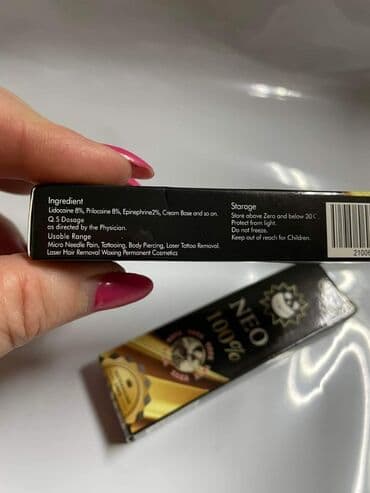 Ingredient
Lidocaine 8%, Prilocaine 8%, Epinephrine2%, Cream Base and so on.
Q.S Dosage
as directed by the Physician.
Usable Range
Micro Needle Pain, Tattooing, Body Piercing, Laser Tattoo Removal.
Laser Hair Removal Waxing Permanent Cosmetics
Starage
Store above Zero and below 20 C.
Protect from light.
Do not freeze.
Keep out of reach for Children.
21006
NEO
100%